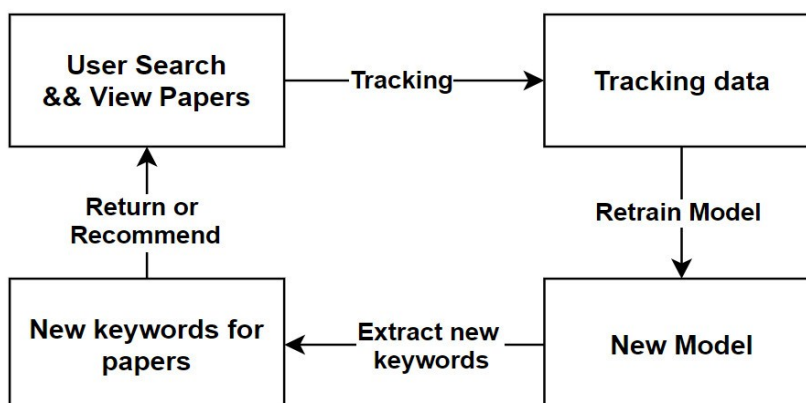 User Search
&& View Papers
Tracking
Tracking data
Return or
Recommend
Retrain Model
New keywords for
papers
Extract new
keywords
New Model